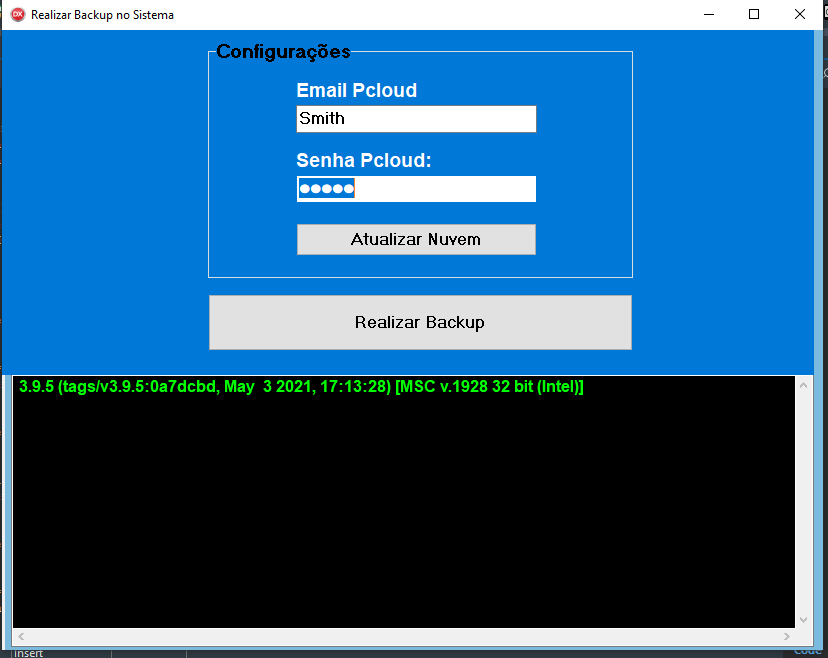 DX Realizar Backup no Sistema
Configurações
Email Pcloud
Smith
Senha Pcloud:
●●●●●
Atualizar Nuvem
Realizar Backup
3.9.5 (tags/v3.9.5:0a7dcbd, May  3 2021, 17:13:28) [MSC v.1928 32 bit (Intel)]
Insert
Code